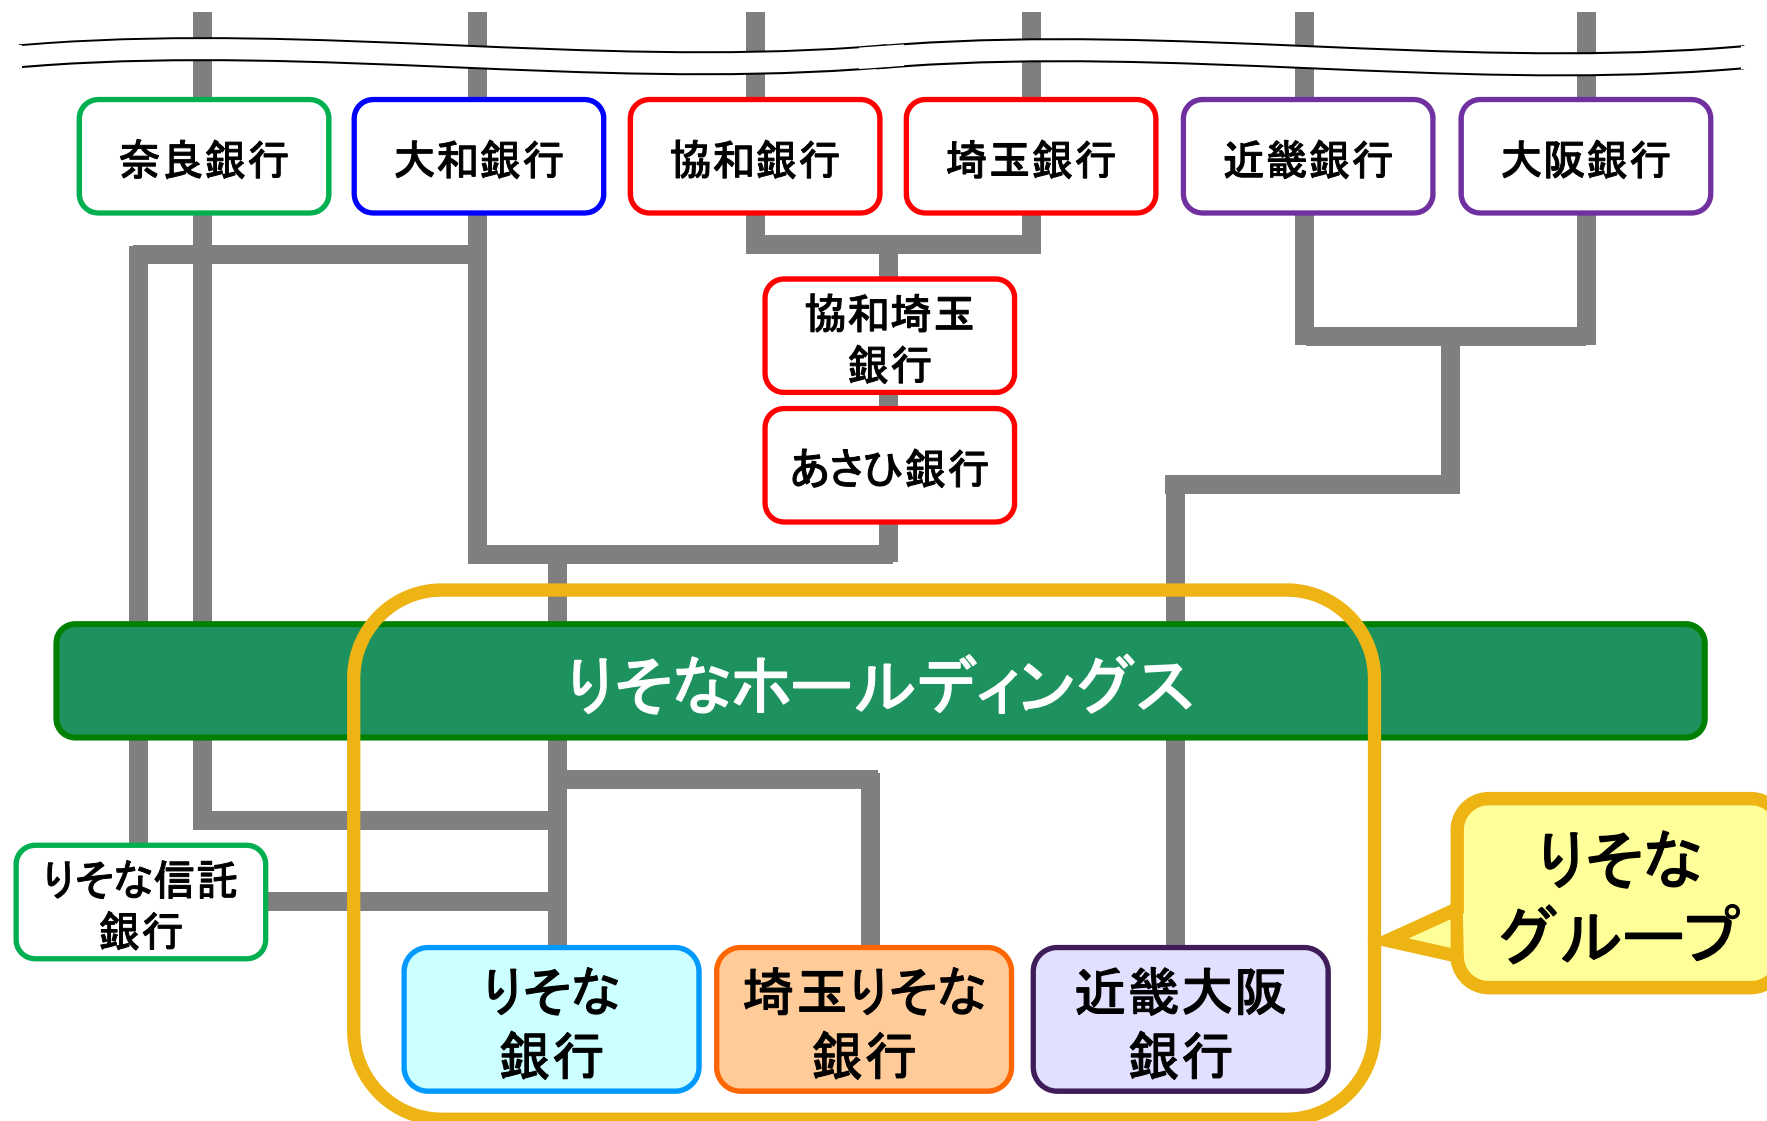 奈良銀行
大和銀行
協和銀行
埼玉銀行
近畿銀行
大阪銀行
協和埼玉
銀行
あさひ銀行
りそなホールディングス
りそな信託
銀行
りそな
グループ
りそな
銀行
埼玉りそな
銀行
近畿大阪
銀行